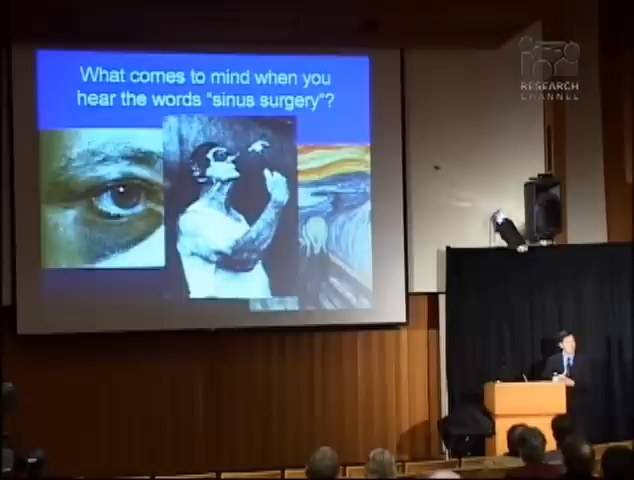 What comes to mind when you
hear the words "sinus surgery"?
RESEARCH
CHANNEL